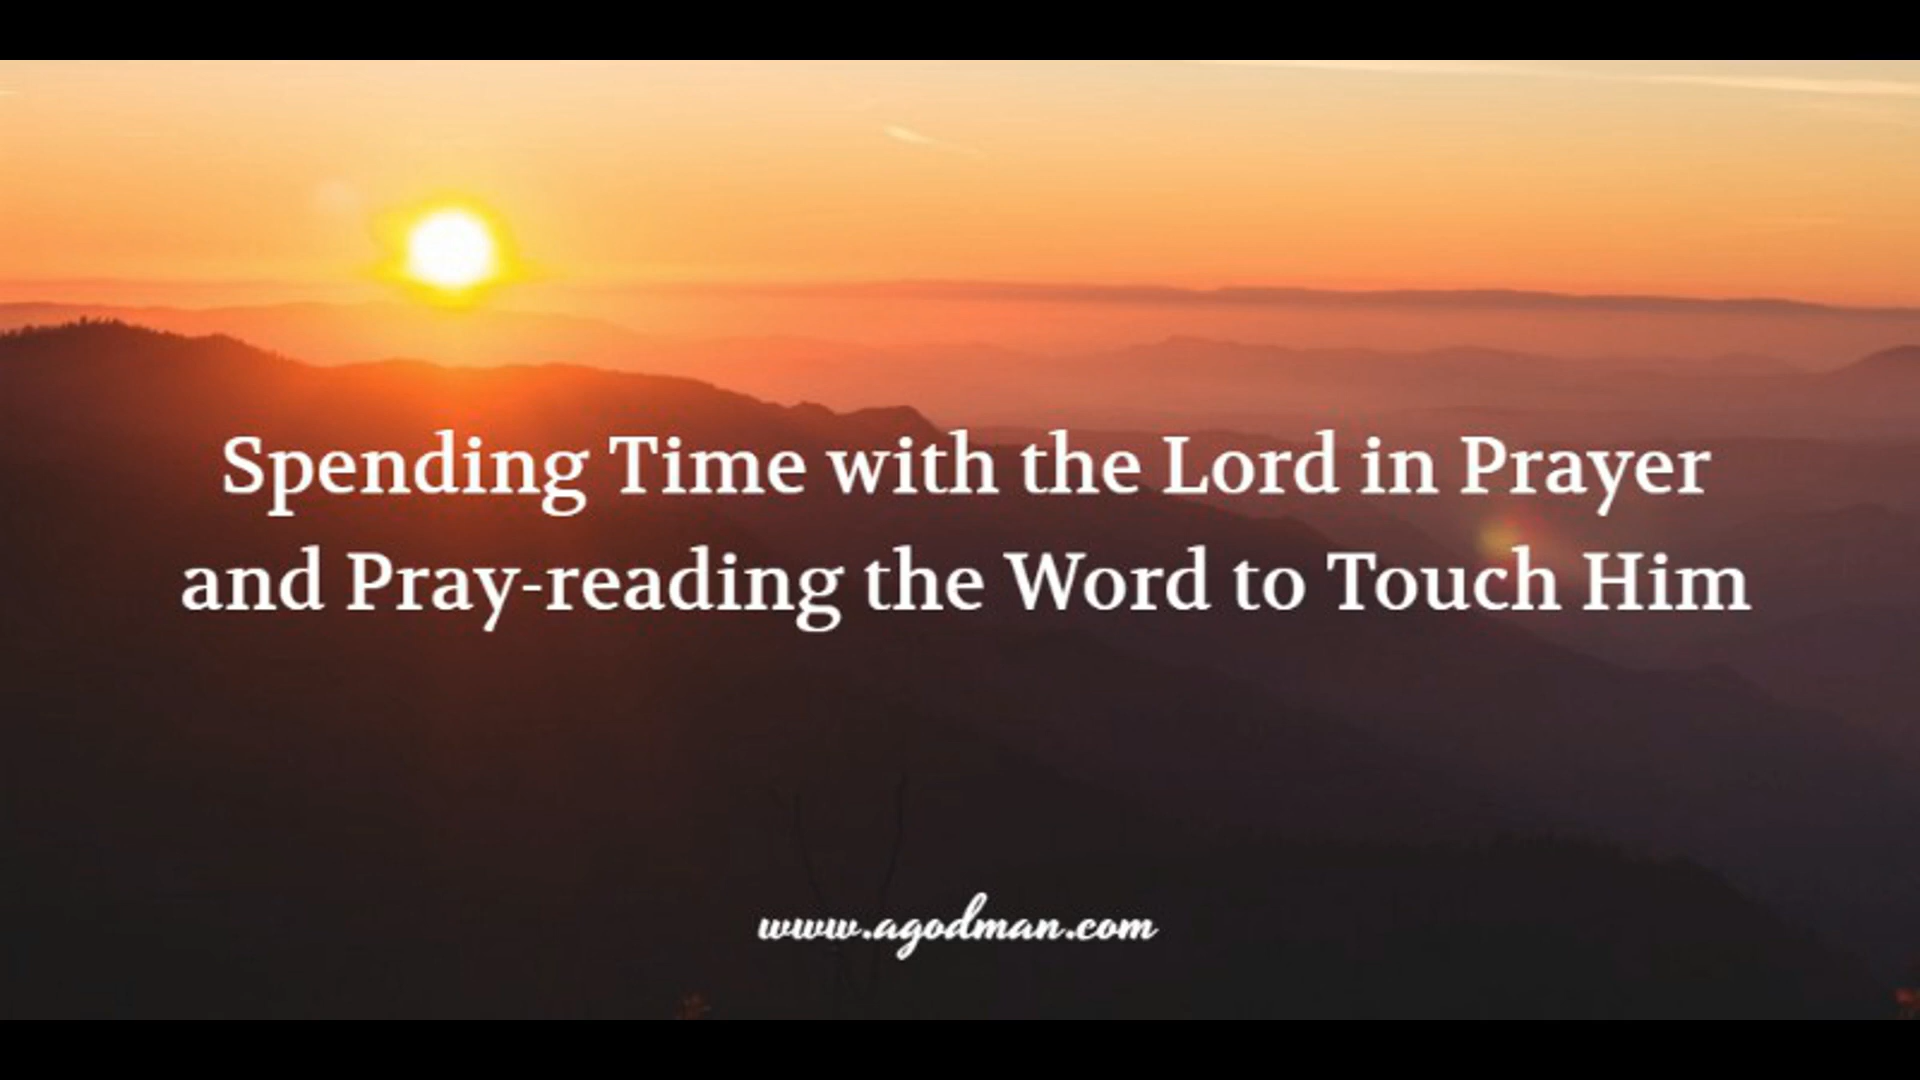 Spending Time with the Lord in Prayer
and Pray-reading the Word to Touch Him
www.agodman.com